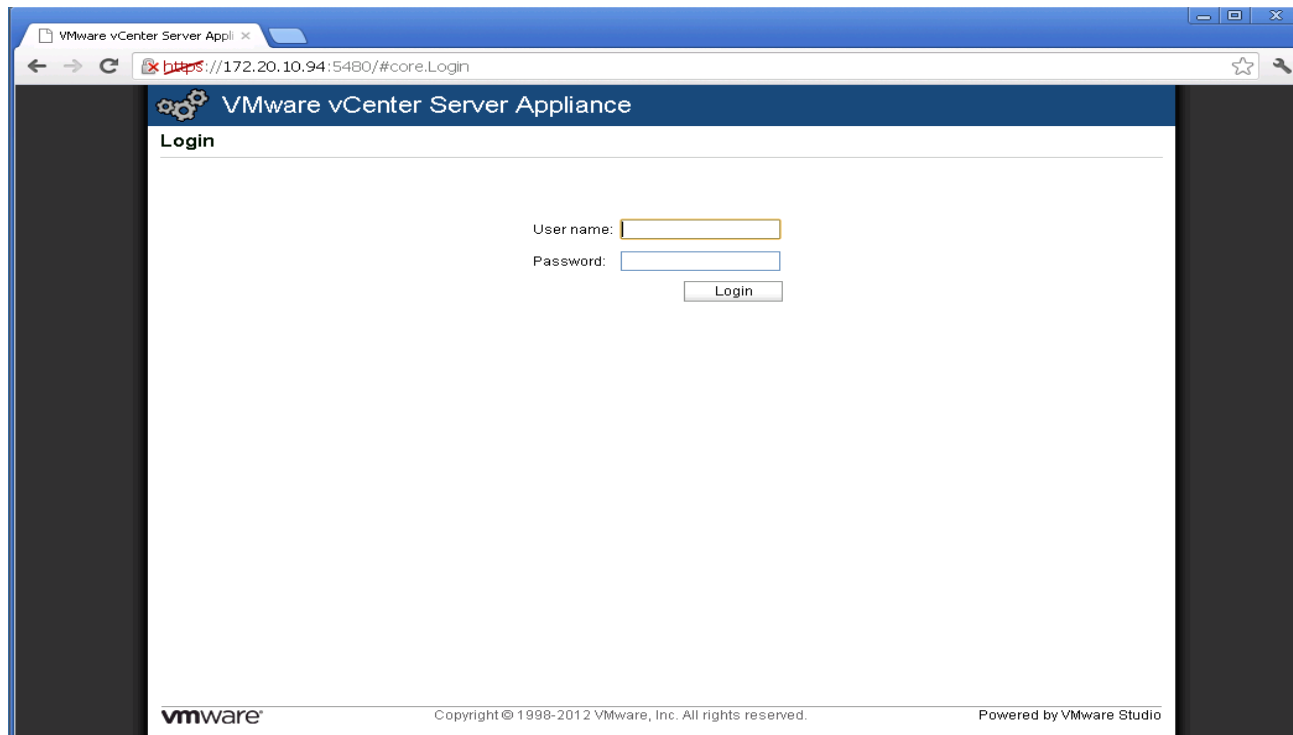 VMware vCenter Server Appli
https://172.20.10.94:5480/#core.Login
VMware vCenter Server Appliance
Login
User name:
Password:
Login
vmware
Copyright © 1998-2012 VMware, Inc. All rights reserved.
Powered by VMware Studio